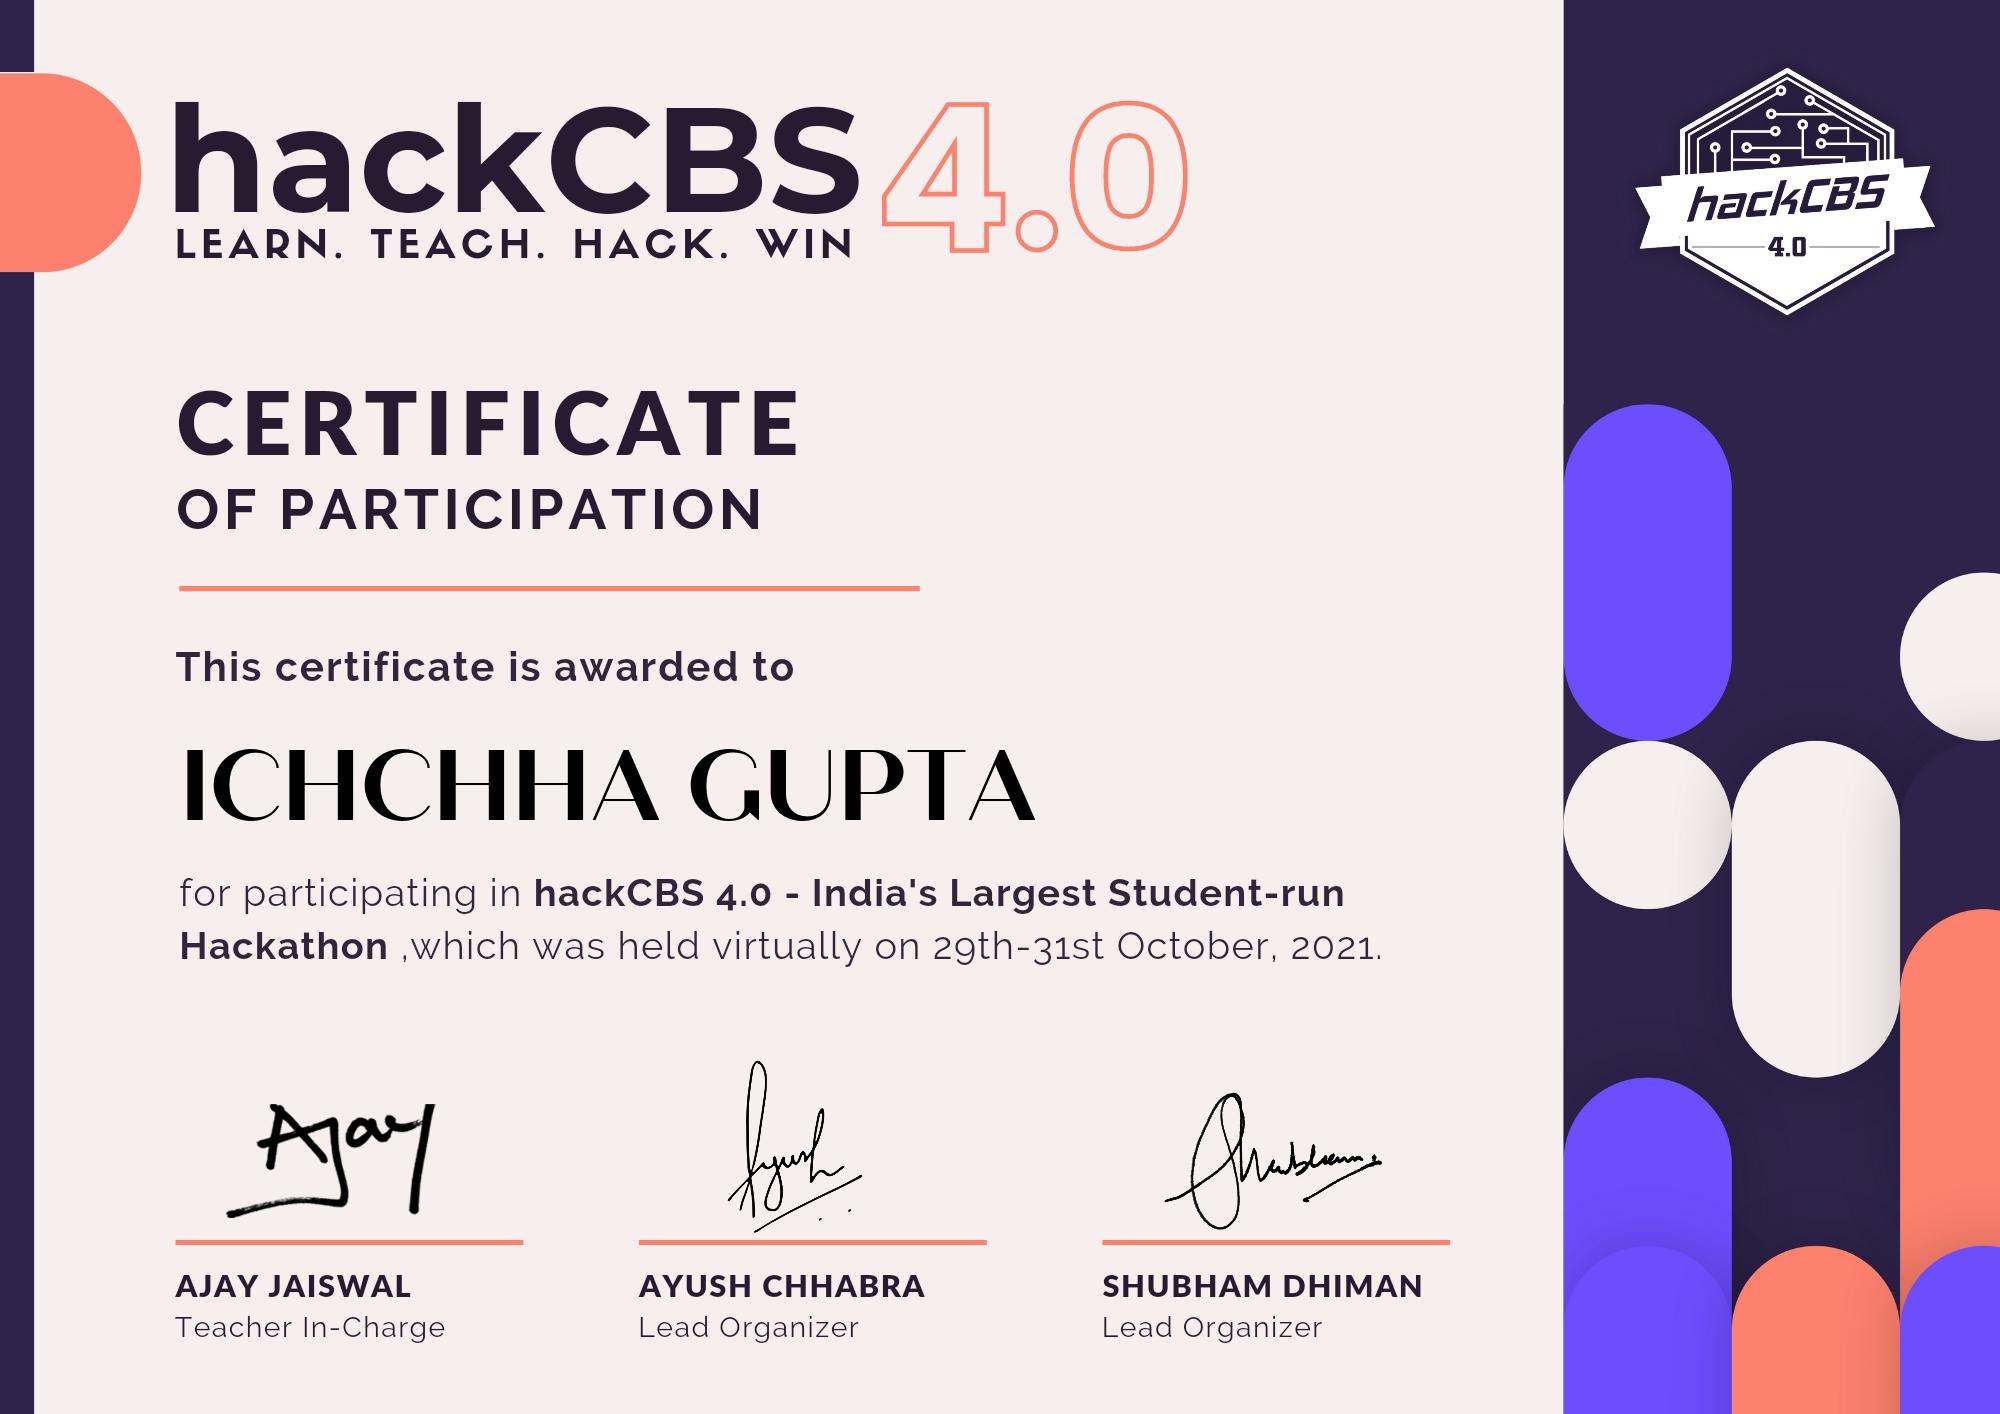 hackCBS 4.0
LEARN. TEACH. HACK. WIN
hackCBS
4.0
CERTIFICATE
OF PARTICIPATION
This certificate is awarded to
ICHCHHA GUPTA
for participating in hackCBS 4.0 - India's Largest Student-run
Hackathon ,which was held virtually on 29th-31st October, 2021.
Ajay
Ayush
Shubham
AJAY JAISWAL
Teacher In-Charge
AYUSH CHHABRA
Lead Organizer
SHUBHAM DHIMAN
Lead Organizer